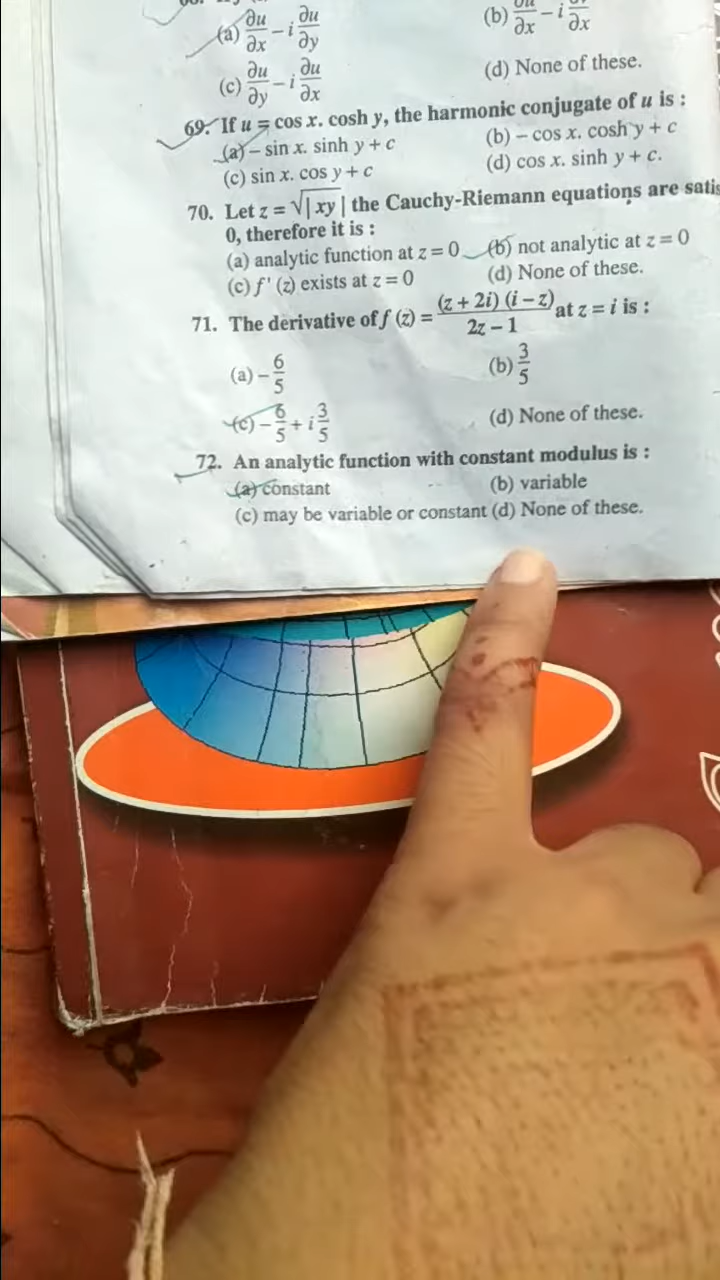 (a) ∂u/∂x − i ∂u/∂y
(b) ∂u/∂x − i ∂/∂x
(c) ∂u/∂y − i ∂u/∂x
(d) None of these.
69. If u = cos x. cosh y, the harmonic conjugate of u is :
(a) − sin x. sinh y + c
(b) − cos x. cosh y + c
(c) sin x. cos y + c
(d) cos x. sinh y + c.
70. Let z = √| xy | the Cauchy-Riemann equations are satis
0, therefore it is :
(a) analytic function at z = 0
(b) not analytic at z = 0
(c) f' (z) exists at z = 0
(d) None of these.
71. The derivative of f (z) = (z + 2i) (i − z) / 2z − 1 at z = i is :
(a) − 6/5
(b) 3/5
(c) − 6/5 + i 3/5
(d) None of these.
72. An analytic function with constant modulus is :
(a) constant
(b) variable
(c) may be variable or constant (d) None of these.